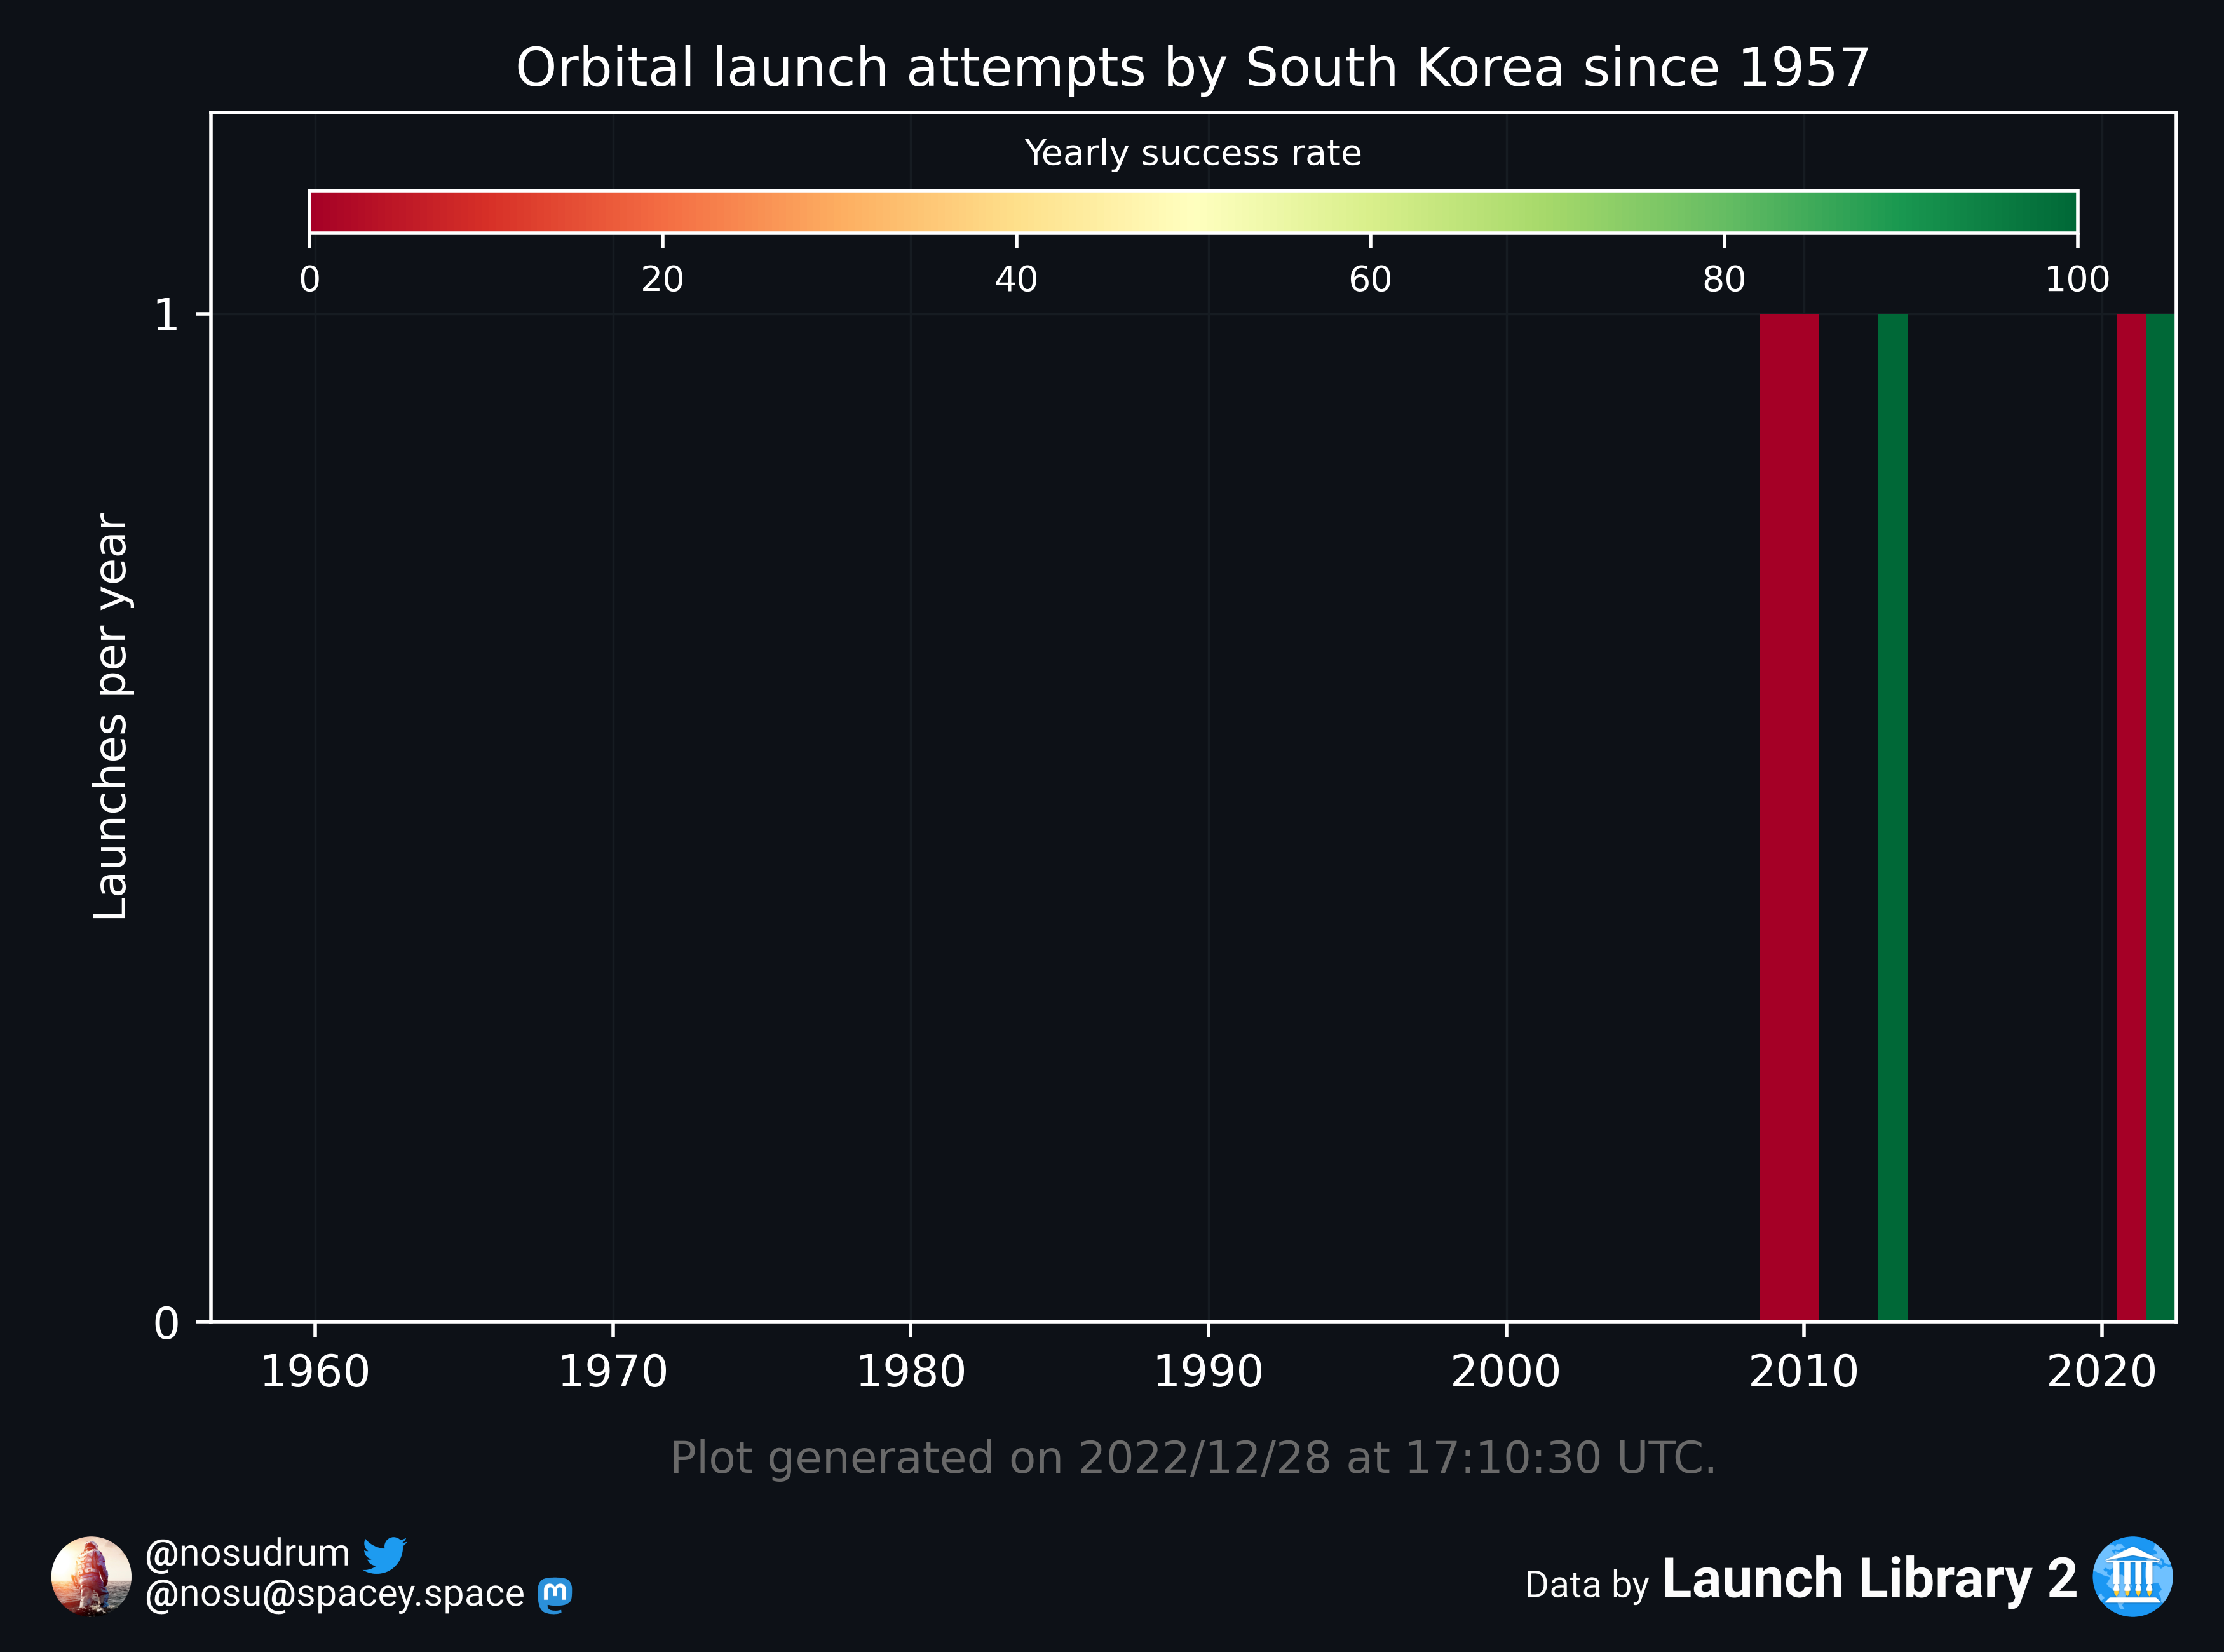 Orbital launch attempts by South Korea since 1957
Yearly success rate
0 20 40 60 80 100
1
Launches per year
0
1960 1970 1980 1990 2000 2010 2020
Plot generated on 2022/12/28 at 17:10:30 UTC.
@nosudrum
@nosu@spacey.space
Data by Launch Library 2